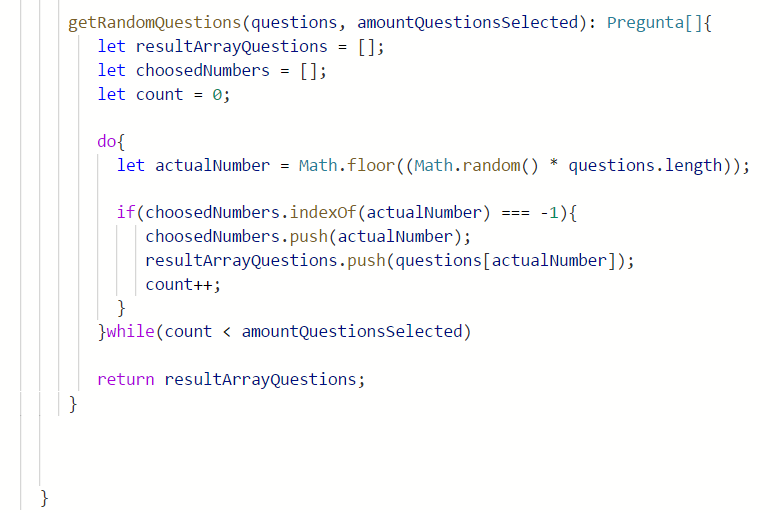 getRandomQuestions(questions, amountQuestionsSelected): Pregunta[]{
let resultArrayQuestions = [];
let choosedNumbers = [];
let count = 0;
do{
let actualNumber = Math.floor((Math.random() * questions.length));
if(choosedNumbers.indexOf(actualNumber) === -1){
choosedNumbers.push(actualNumber);
resultArrayQuestions.push(questions[actualNumber]);
count++;
}
}while(count < amountQuestionsSelected)
return resultArrayQuestions;
}
}